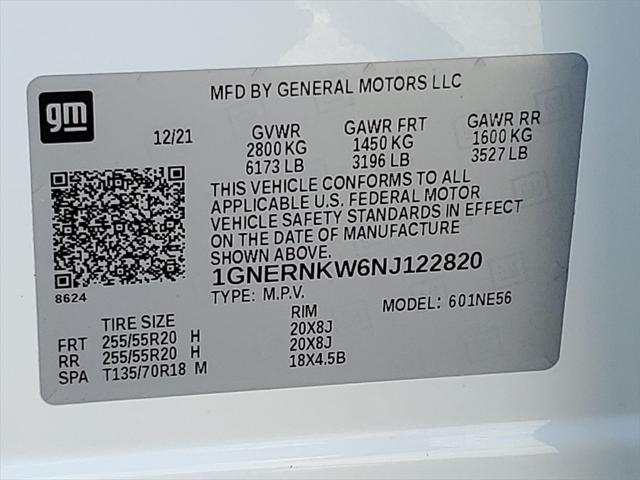 MFD BY GENERAL MOTORS LLC
gm
12/21 GVWR GAWR FRT GAWR RR
2800 KG 1450 KG 1600 KG
6173 LB 3196 LB 3527 LB
THIS VEHICLE CONFORMS TO ALL
APPLICABLE U.S. FEDERAL MOTOR
VEHICLE SAFETY STANDARDS IN EFFECT
ON THE DATE OF MANUFACTURE
SHOWN ABOVE.
1GNERNKW6NJ122820
8624
TYPE: M.P.V. MODEL: 601NE56
TIRE SIZE RIM
FRT 255/55R20 H 20X8J
RR 255/55R20 H 20X8J
SPA T135/70R18 M 18X4.5B